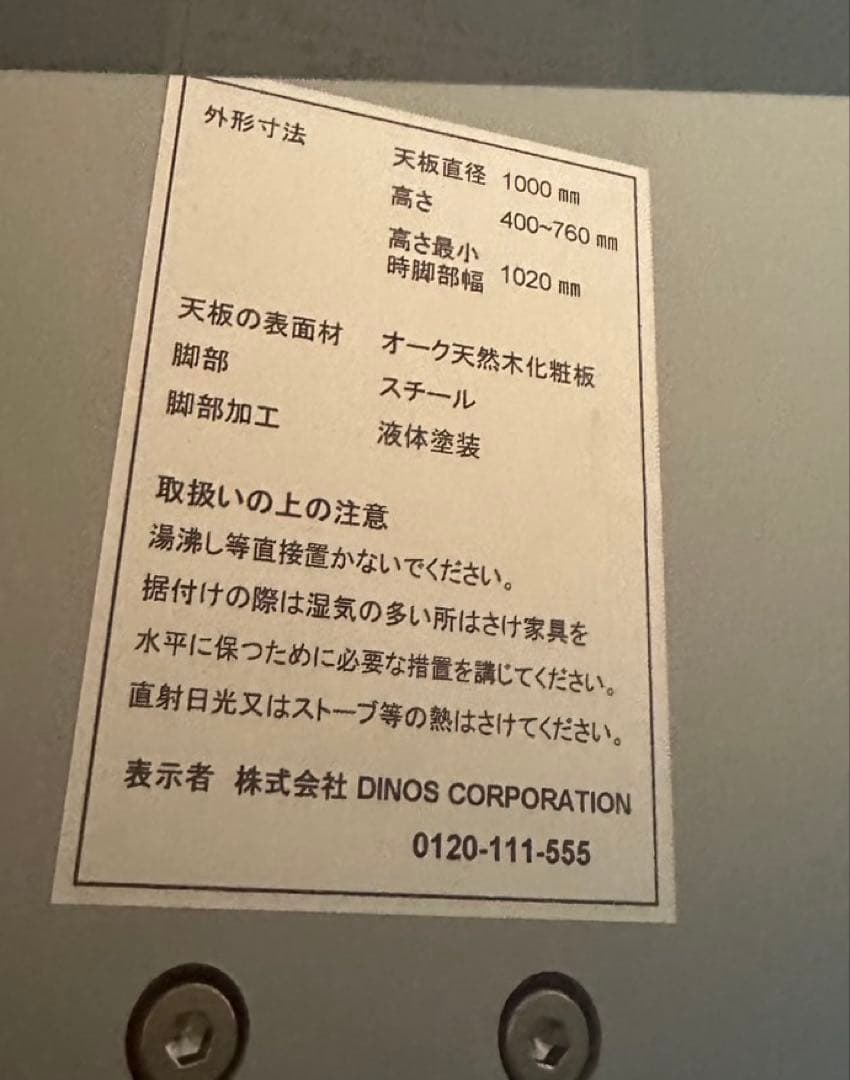 外形寸法
天板直径 1000 ㎜
高さ 400~760 ㎜
高さ最小
時脚部幅 1020 ㎜
天板の表面材 オーク天然木化粧板
脚部 スチール
脚部加工 液体塗装
取扱いの上の注意
湯沸し等直接置かないでください。
据付けの際は湿気の多い所はさけ家具を
水平に保つために必要な措置を講じてください。
直射日光又はストーブ等の熱はさけてください。
表示者 株式会社 DINOS CORPORATION
0120-111-555